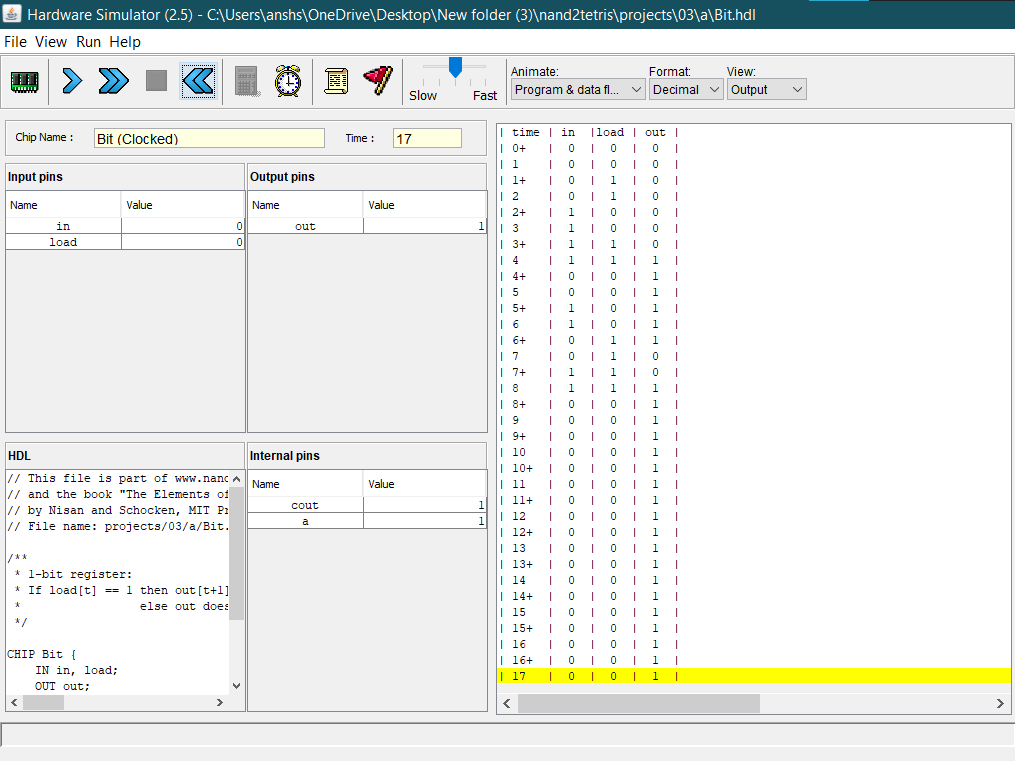 Hardware Simulator (2.5) - C:\Users\anshs\OneDrive\Desktop\New folder (3)\nand2tetris\projects\03\a\Bit.hdl
File View Run Help
Slow Fast
Animate: Format: View:
Program & data fl... Decimal Output
Chip Name : Bit (Clocked) Time : 17
Input pins
Name Value
in 0
load 0
Output pins
Name Value
out 1
HDL
// This file is part of www.nand
// and the book "The Elements of
// by Nisan and Schocken, MIT Pr
// File name: projects/03/a/Bit.
/**
* 1-bit register:
* If load[t] == 1 then out[t+1]
* else out does
*/
CHIP Bit {
IN in, load;
OUT out;
Internal pins
Name Value
cout 1
a 1
| time | in |load | out |
| 0+ | 0 | 0 | 0 |
| 1 | 0 | 0 | 0 |
| 1+ | 0 | 1 | 0 |
| 2 | 0 | 1 | 0 |
| 2+ | 1 | 0 | 0 |
| 3 | 1 | 0 | 0 |
| 3+ | 1 | 1 | 0 |
| 4 | 1 | 1 | 1 |
| 4+ | 0 | 0 | 1 |
| 5 | 0 | 0 | 1 |
| 5+ | 1 | 0 | 1 |
| 6 | 1 | 0 | 1 |
| 6+ | 0 | 1 | 1 |
| 7 | 0 | 1 | 0 |
| 7+ | 1 | 1 | 0 |
| 8 | 1 | 1 | 1 |
| 8+ | 0 | 0 | 1 |
| 9 | 0 | 0 | 1 |
| 9+ | 0 | 0 | 1 |
| 10 | 0 | 0 | 1 |
| 10+ | 0 | 0 | 1 |
| 11 | 0 | 0 | 1 |
| 11+ | 0 | 0 | 1 |
| 12 | 0 | 0 | 1 |
| 12+ | 0 | 0 | 1 |
| 13 | 0 | 0 | 1 |
| 13+ | 0 | 0 | 1 |
| 14 | 0 | 0 | 1 |
| 14+ | 0 | 0 | 1 |
| 15 | 0 | 0 | 1 |
| 15+ | 0 | 0 | 1 |
| 16 | 0 | 0 | 1 |
| 16+ | 0 | 0 | 1 |
| 17 | 0 | 0 | 1 |